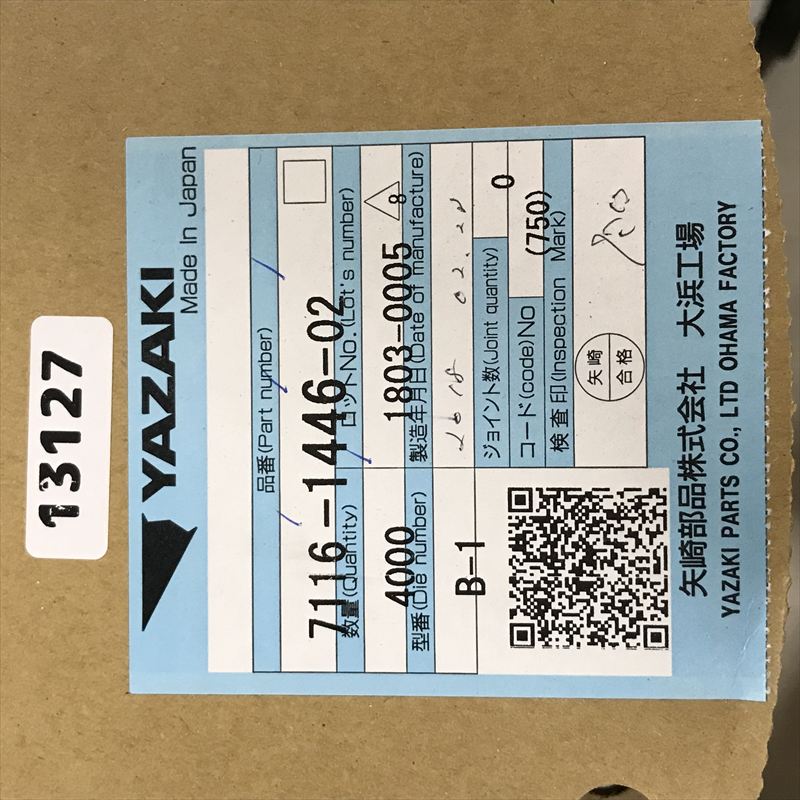 13127
YAZAKI
Made In Japan
品番(Part number)
7116-1446-02
数量(Quantity)
ロットNo.(Lot's number)
4000
1803-0005
8
型番(Die number)
製造年月日(Date of manufacture)
B-1
2018 02.28
ジョイント数(Joint quantity)
0
コード(code)No
(750)
検査印(Inspection Mark)
矢崎
合格
矢崎部品株式会社 大浜工場
YAZAKI PARTS CO., LTD OHAMA FACTORY